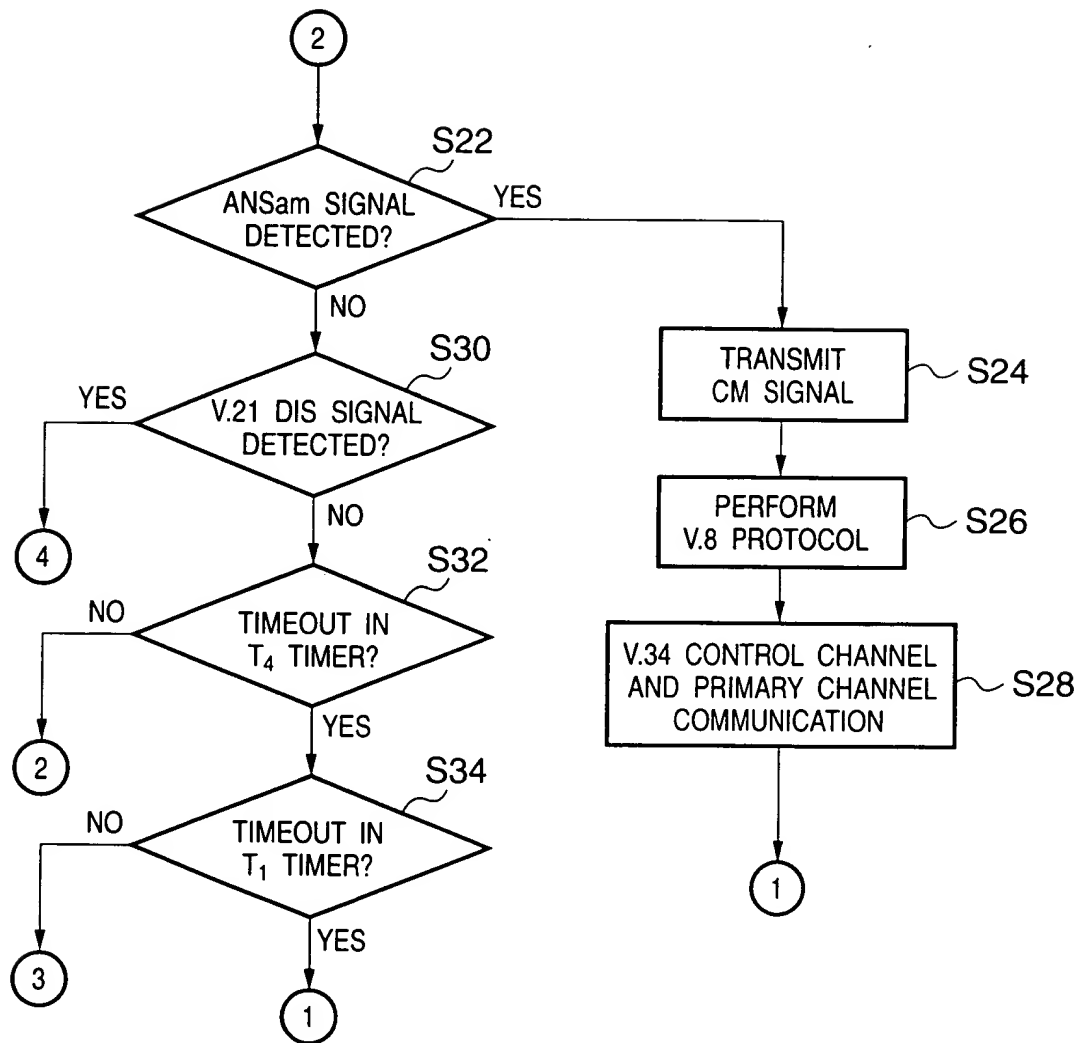 2
S22
ANSam SIGNAL
DETECTED?
YES
NO
S30
YES
V.21 DIS SIGNAL
DETECTED?
NO
4
S32
NO
TIMEOUT IN
T4 TIMER?
YES
2
S34
NO
TIMEOUT IN
T1 TIMER?
YES
3
1
TRANSMIT
CM SIGNAL
S24
PERFORM
V.8 PROTOCOL
S26
V.34 CONTROL CHANNEL
AND PRIMARY CHANNEL
COMMUNICATION
S28
1